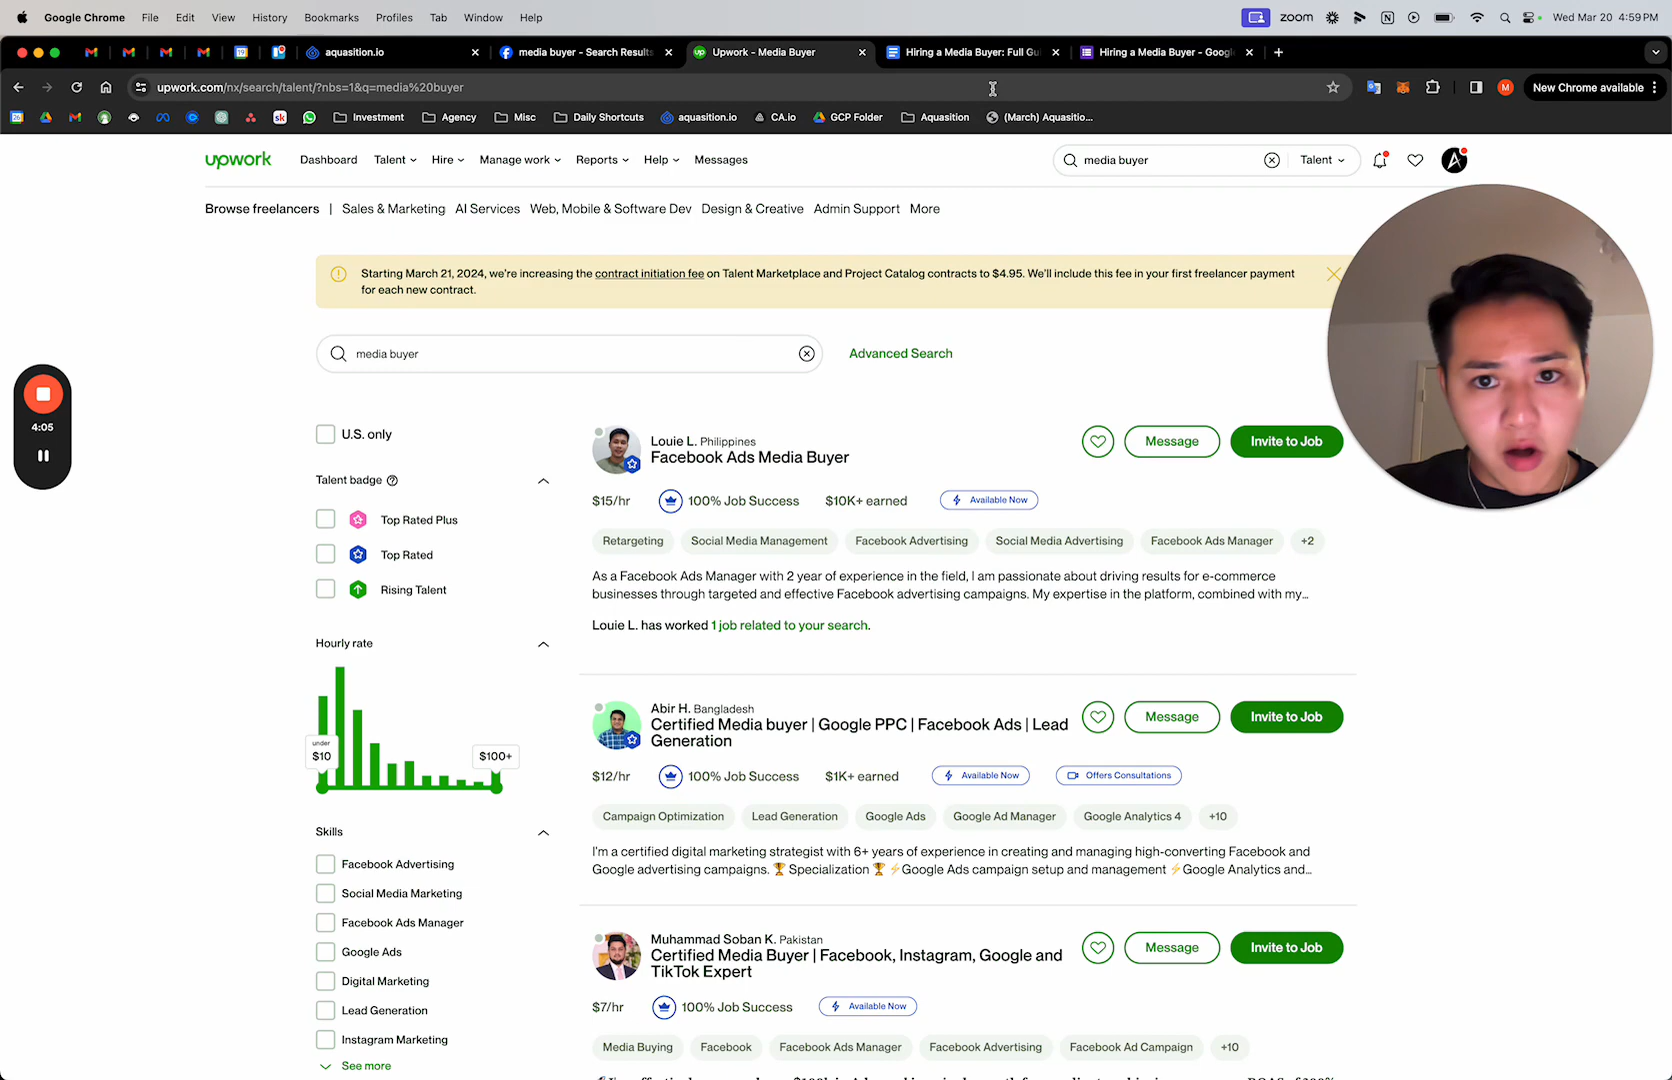 Google Chrome File Edit View History Bookmarks Profiles Tab Window Help zoom Wed Mar 20 4:59 PM
aquasition.io media buyer - Search Results Upwork - Media Buyer Hiring a Media Buyer: Full Gu Hiring a Media Buyer - Googl
upwork.com/nx/search/talent/?nbs=1&q=media%20buyer M New Chrome available
26 sk Investment Agency Misc Daily Shortcuts aquasition.io CA.io GCP Folder Aquasition (March) Aquasitio...
upwork Dashboard Talent Hire Manage work Reports Help Messages media buyer Talent
Browse freelancers | Sales & Marketing AI Services Web, Mobile & Software Dev Design & Creative Admin Support More
Starting March 21, 2024, we're increasing the contract initiation fee on Talent Marketplace and Project Catalog contracts to $4.95. We'll include this fee in your first freelancer payment
for each new contract.
media buyer
Advanced Search
4:05
U.S. only
Talent badge
Top Rated Plus
Top Rated
Rising Talent
Hourly rate
under
$10
$100+
Skills
Facebook Advertising
Social Media Marketing
Facebook Ads Manager
Google Ads
Digital Marketing
Lead Generation
Instagram Marketing
See more
Louie L. Philippines
Facebook Ads Media Buyer
Message Invite to Job
$15/hr 100% Job Success $10K+ earned Available Now
Retargeting Social Media Management Facebook Advertising Social Media Advertising Facebook Ads Manager +2
As a Facebook Ads Manager with 2 year of experience in the field, I am passionate about driving results for e-commerce
businesses through targeted and effective Facebook advertising campaigns. My expertise in the platform, combined with my...
Louie L. has worked 1 job related to your search.
Abir H. Bangladesh
Certified Media buyer | Google PPC | Facebook Ads | Lead
Generation
Message Invite to Job
$12/hr 100% Job Success $1K+ earned Available Now Offers Consultations
Campaign Optimization Lead Generation Google Ads Google Ad Manager Google Analytics 4 +10
I'm a certified digital marketing strategist with 6+ years of experience in creating and managing high-converting Facebook and
Google advertising campaigns. 🏆 Specialization 🏆 ⚡Google Ads campaign setup and management ⚡Google Analytics and...
Muhammad Soban K. Pakistan
Certified Media Buyer | Facebook, Instagram, Google and
TikTok Expert
Message Invite to Job
$7/hr 100% Job Success Available Now
Media Buying Facebook Facebook Ads Manager Facebook Advertising Facebook Ad Campaign +10